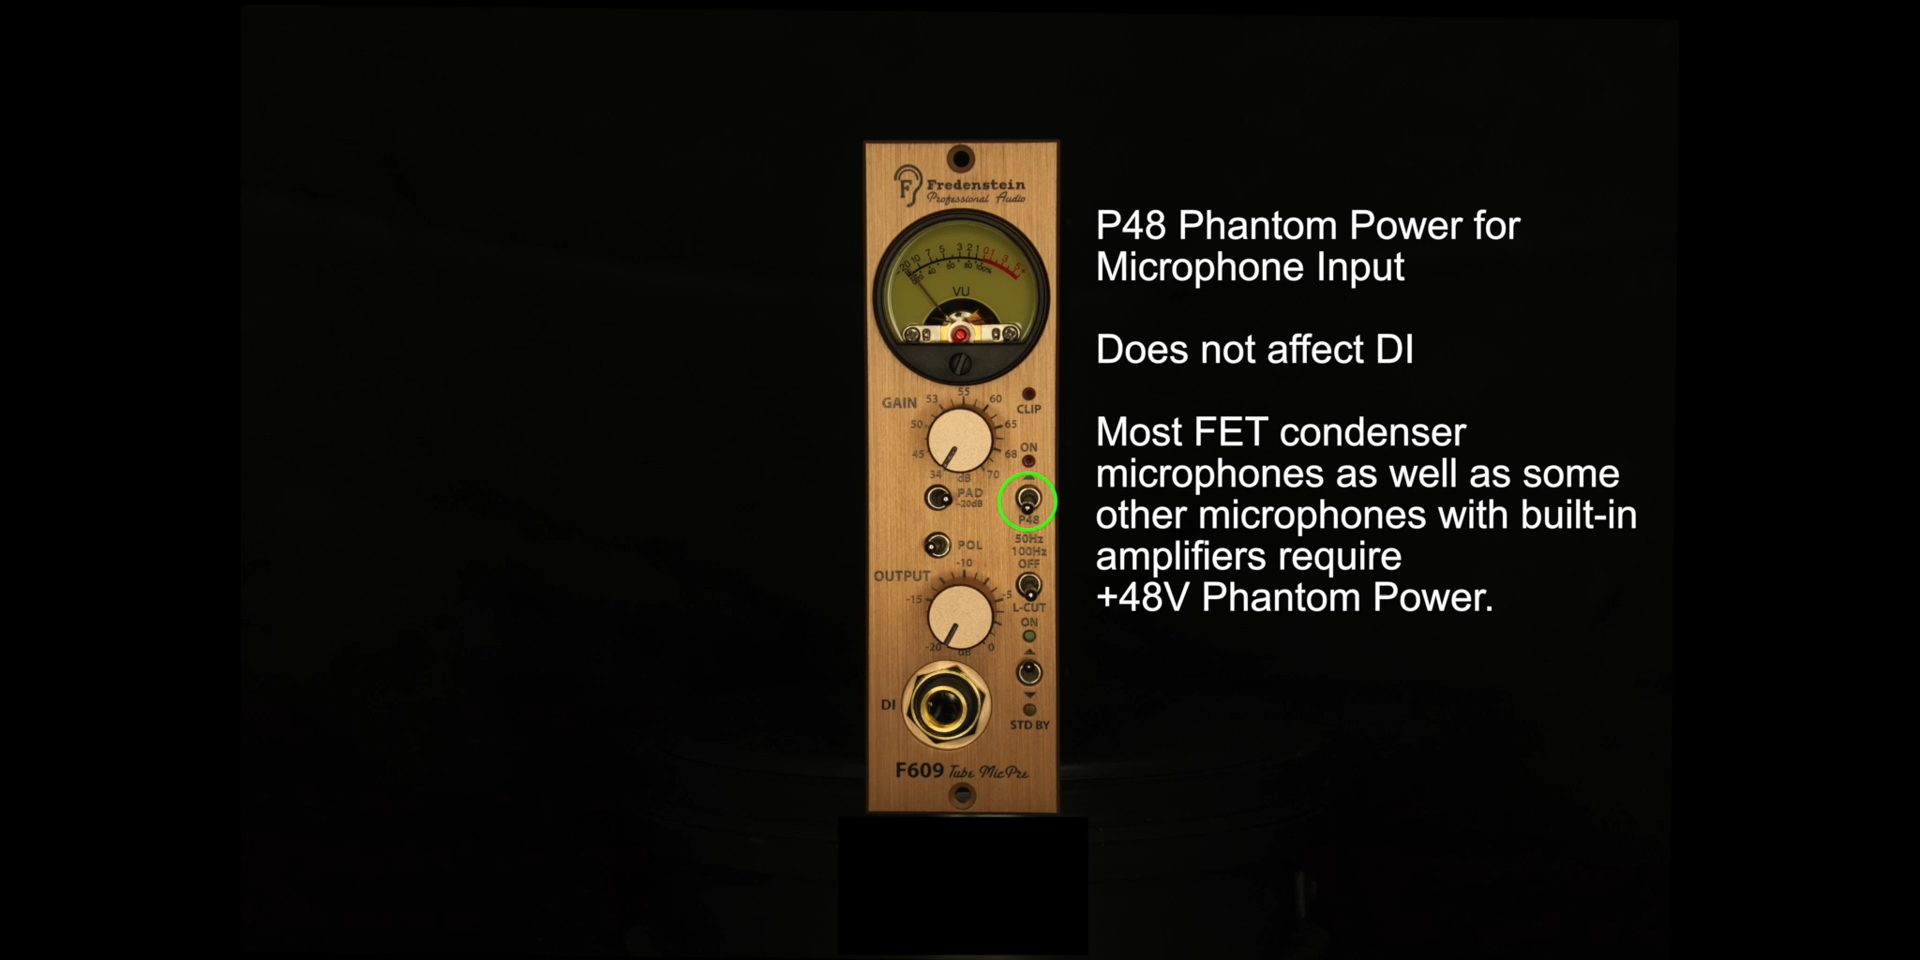 Fredenstein
Professional Audio
P48 Phantom Power for
Microphone Input
Does not affect DI
Most FET condenser
microphones as well as some
other microphones with built-in
amplifiers require
+48V Phantom Power.
VU
GAIN
34
45
50
53
55
60
65
68
70
dB
CLIP
ON
PAD
-20dB
P48
POL
50Hz
100Hz
OFF
L-CUT
OUTPUT
-20
-15
-10
-5
0
dB
ON
DI
STD BY
F609 Tube MicPre